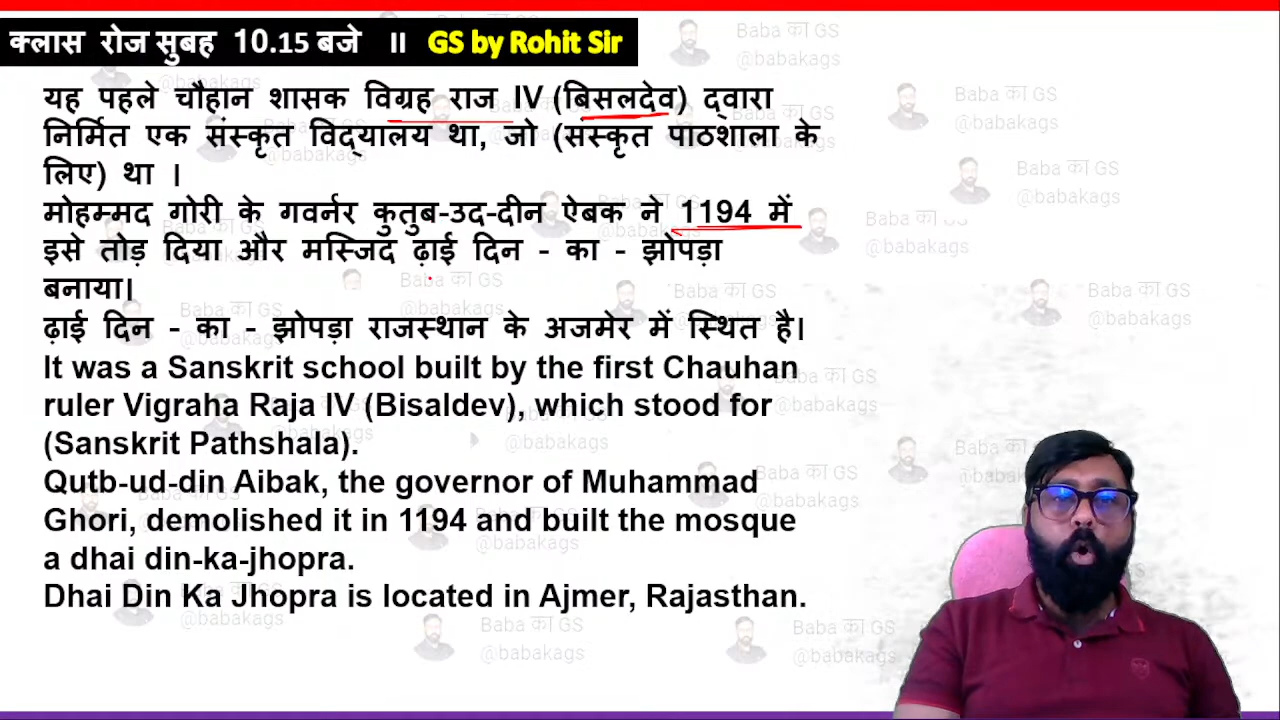 क्लास रोज सुबह 10.15 बजे ॥ GS by Rohit Sir
यह पहले चौहान शासक विग्रह राज IV (बिसलदेव) द्वारा
निर्मित एक संस्कृत विद्यालय था, जो (संस्कृत पाठशाला के
लिए) था ।
मोहम्मद गोरी के गवर्नर कुतुब-उद-दीन ऐबक ने 1194 में
इसे तोड़ दिया और मस्जिद ढ़ाई दिन - का - झोपड़ा
बनाया।
ढ़ाई दिन - का - झोपड़ा राजस्थान के अजमेर में स्थित है।
It was a Sanskrit school built by the first Chauhan
ruler Vigraha Raja IV (Bisaldev), which stood for
(Sanskrit Pathshala).
Qutb-ud-din Aibak, the governor of Muhammad
Ghori, demolished it in 1194 and built the mosque
a dhai din-ka-jhopra.
Dhai Din Ka Jhopra is located in Ajmer, Rajasthan.
Baba का GS
@babakags